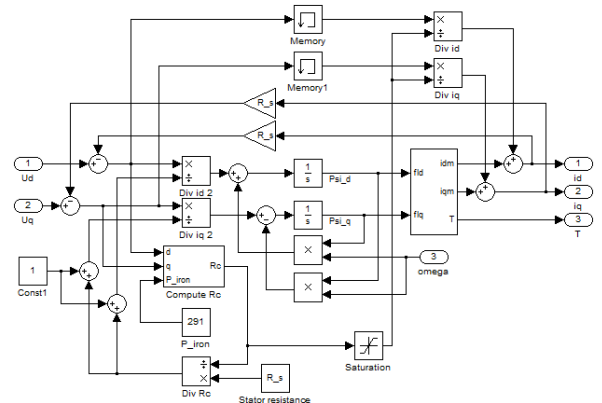 Memory
×
÷
Div id
Memory1
×
÷
Div iq
R_s
R_s
1
Ud
×
÷
Div id 2
1
s
Psi_d
fld
idm
1
id
2
Uq
×
÷
Div iq 2
1
s
Psi_q
flq
iqm
2
iq
T
3
T
×
×
3
omega
d
q
P_iron
Rc
Compute Rc
1
Const1
291
P_iron
Saturation
÷
×
Div Rc
R_s
Stator resistance